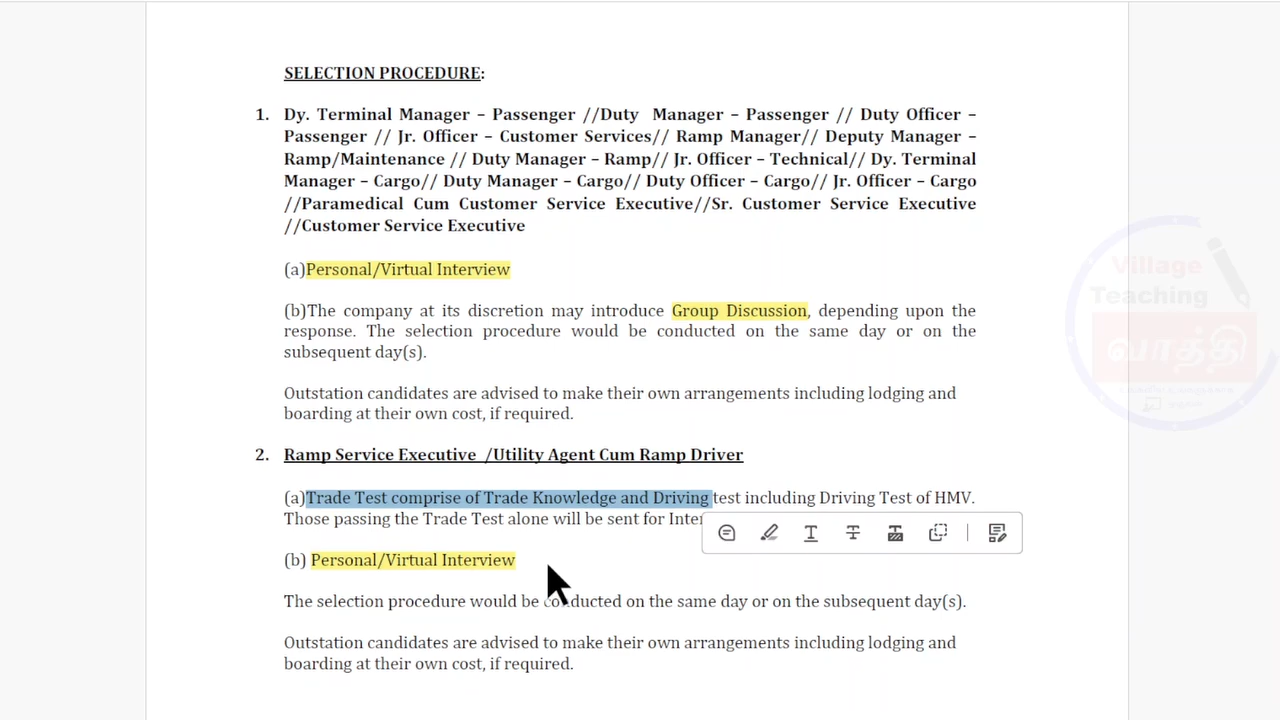 SELECTION PROCEDURE:
1. Dy. Terminal Manager – Passenger //Duty Manager – Passenger // Duty Officer –
Passenger // Jr. Officer – Customer Services// Ramp Manager// Deputy Manager –
Ramp/Maintenance // Duty Manager – Ramp// Jr. Officer – Technical// Dy. Terminal
Manager – Cargo// Duty Manager – Cargo// Duty Officer – Cargo// Jr. Officer – Cargo
//Paramedical Cum Customer Service Executive//Sr. Customer Service Executive
//Customer Service Executive
(a)Personal/Virtual Interview
(b)The company at its discretion may introduce Group Discussion, depending upon the
response. The selection procedure would be conducted on the same day or on the
subsequent day(s).
Outstation candidates are advised to make their own arrangements including lodging and
boarding at their own cost, if required.
2. Ramp Service Executive /Utility Agent Cum Ramp Driver
(a)Trade Test comprise of Trade Knowledge and Driving test including Driving Test of HMV.
Those passing the Trade Test alone will be sent for
(b) Personal/Virtual Interview
The selection procedure would be conducted on the same day or on the subsequent day(s).
Outstation candidates are advised to make their own arrangements including lodging and
boarding at their own cost, if required.
Village
Teaching
வாத்தி